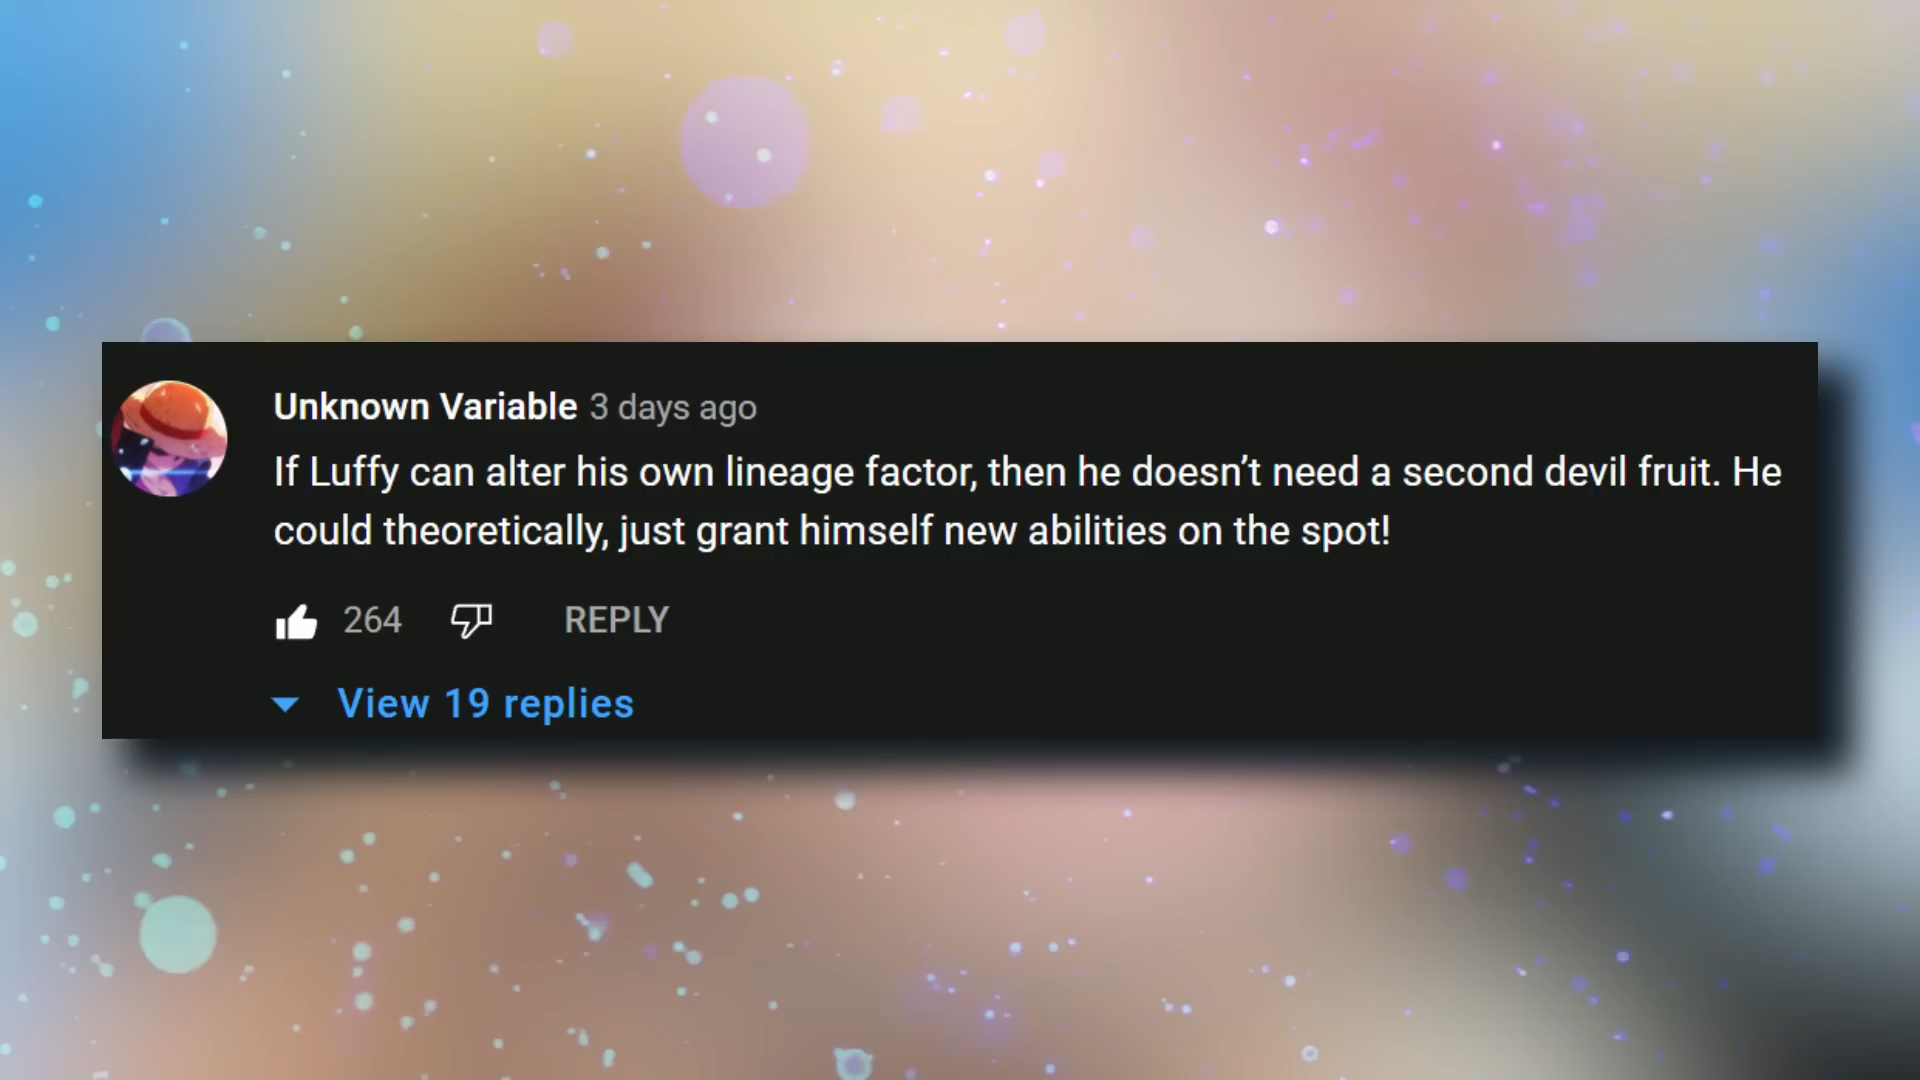 Unknown Variable 3 days ago
If Luffy can alter his own lineage factor, then he doesn’t need a second devil fruit. He
could theoretically, just grant himself new abilities on the spot!
264 REPLY
View 19 replies